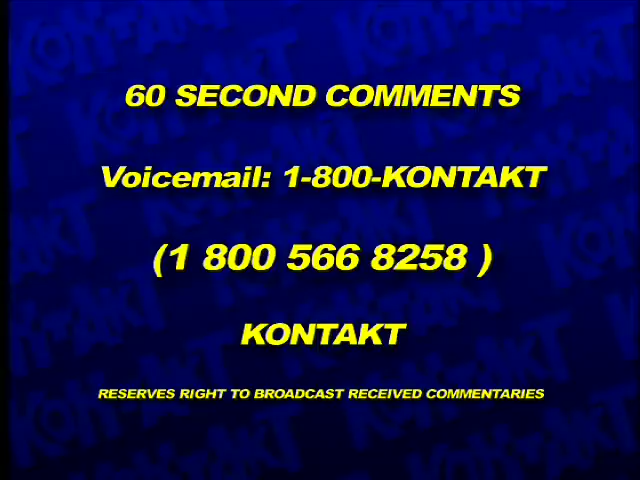 60 SECOND COMMENTS
Voicemail: 1-800-KONTAKT
(1 800 566 8258 )
KONTAKT
RESERVES RIGHT TO BROADCAST RECEIVED COMMENTARIES